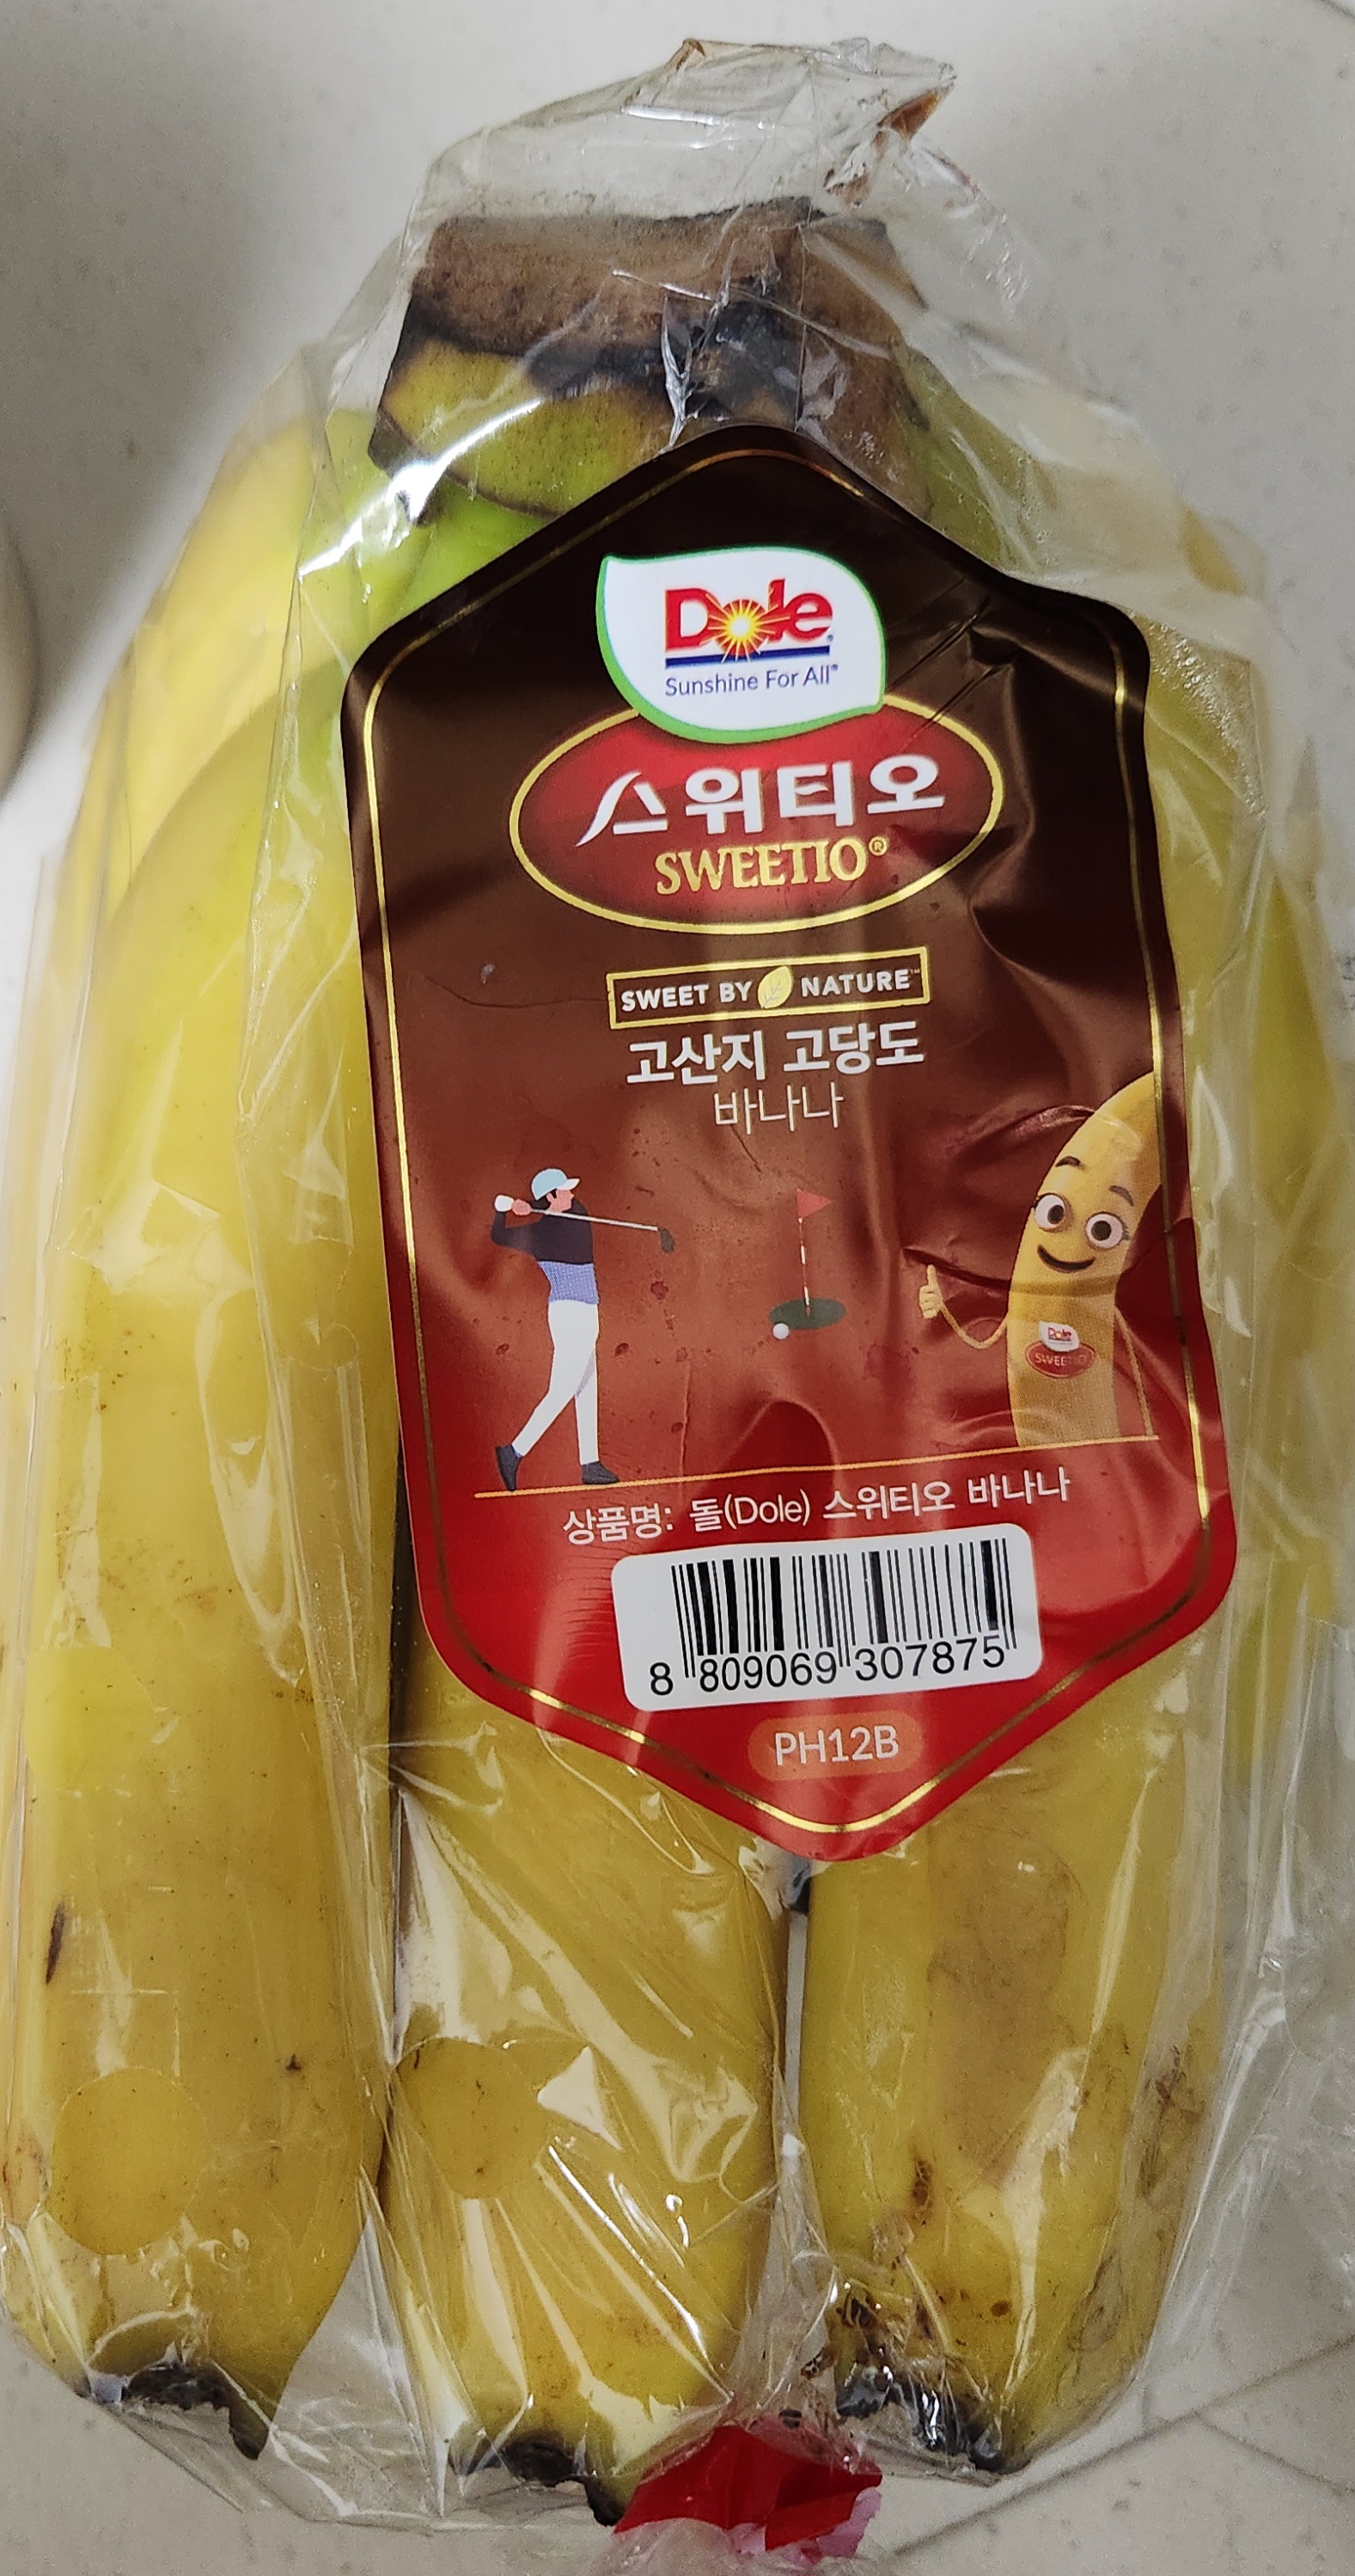 Dole
Sunshine For All®
스위티오
SWEETIO®
SWEET BY NATURE™
고산지 고당도
바나나
Dole
SWEETIO
상품명: 돌(Dole) 스위티오 바나나
8 809069 307875
PH12B